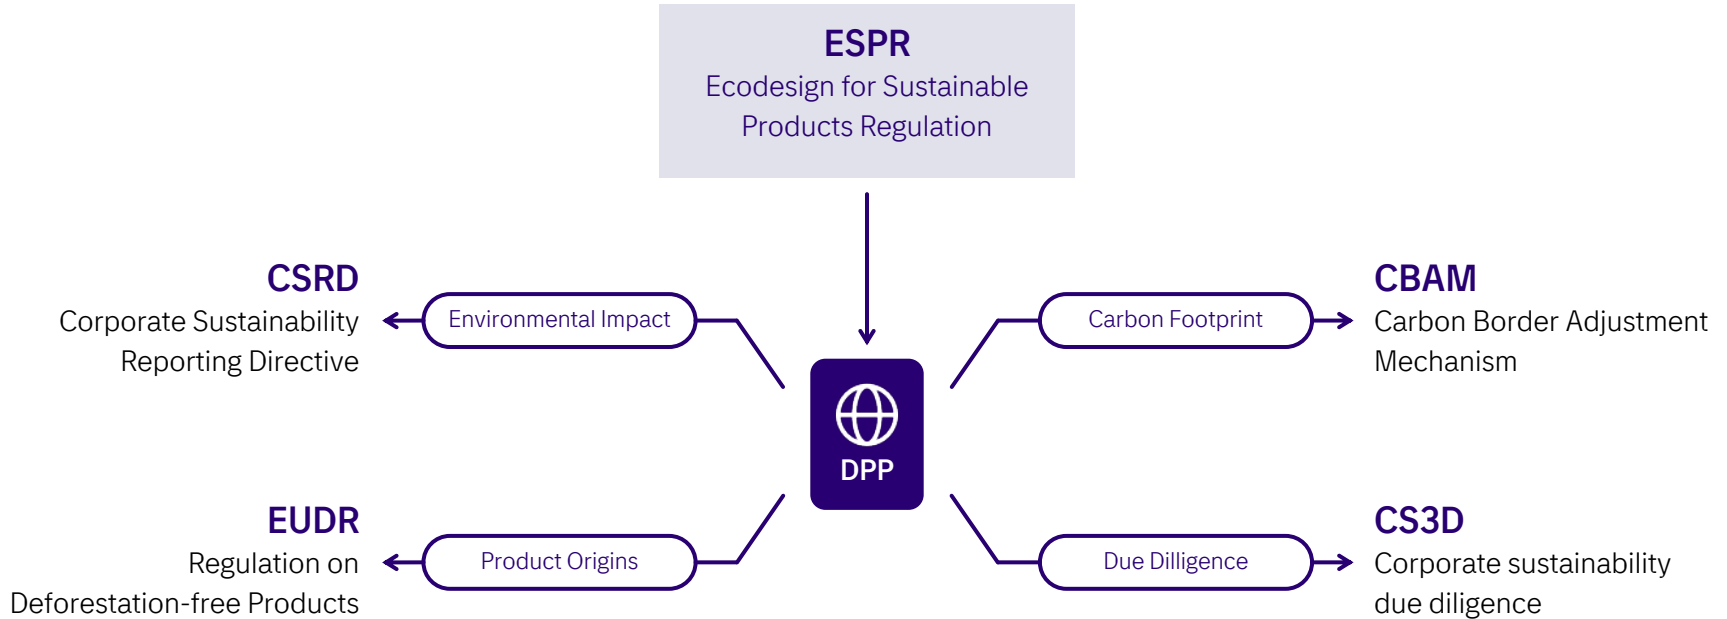 ESPR
Ecodesign for Sustainable
Products Regulation
CSRD
Corporate Sustainability
Reporting Directive
Environmental Impact
Carbon Footprint
CBAM
Carbon Border Adjustment
Mechanism
DPP
EUDR
Regulation on
Deforestation-free Products
Product Origins
Due Dilligence
CS3D
Corporate sustainability
due diligence